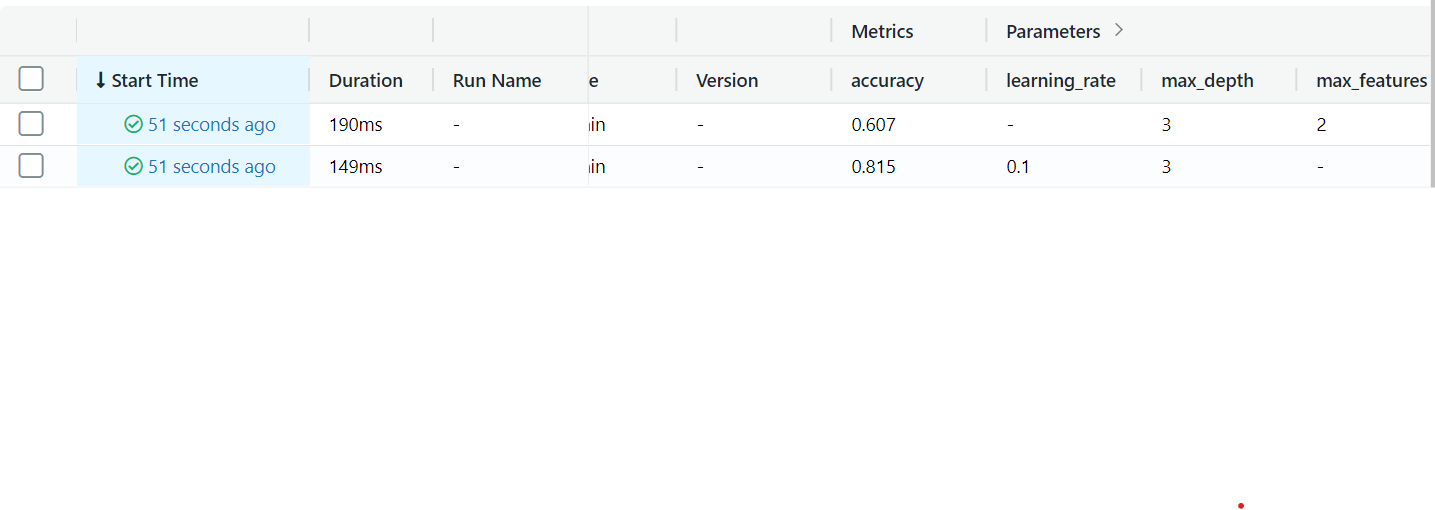 Metrics Parameters
Start Time Duration Run Name e Version accuracy learning_rate max_depth max_features
51 seconds ago 190ms - in - 0.607 - 3 2
51 seconds ago 149ms - in - 0.815 0.1 3 -